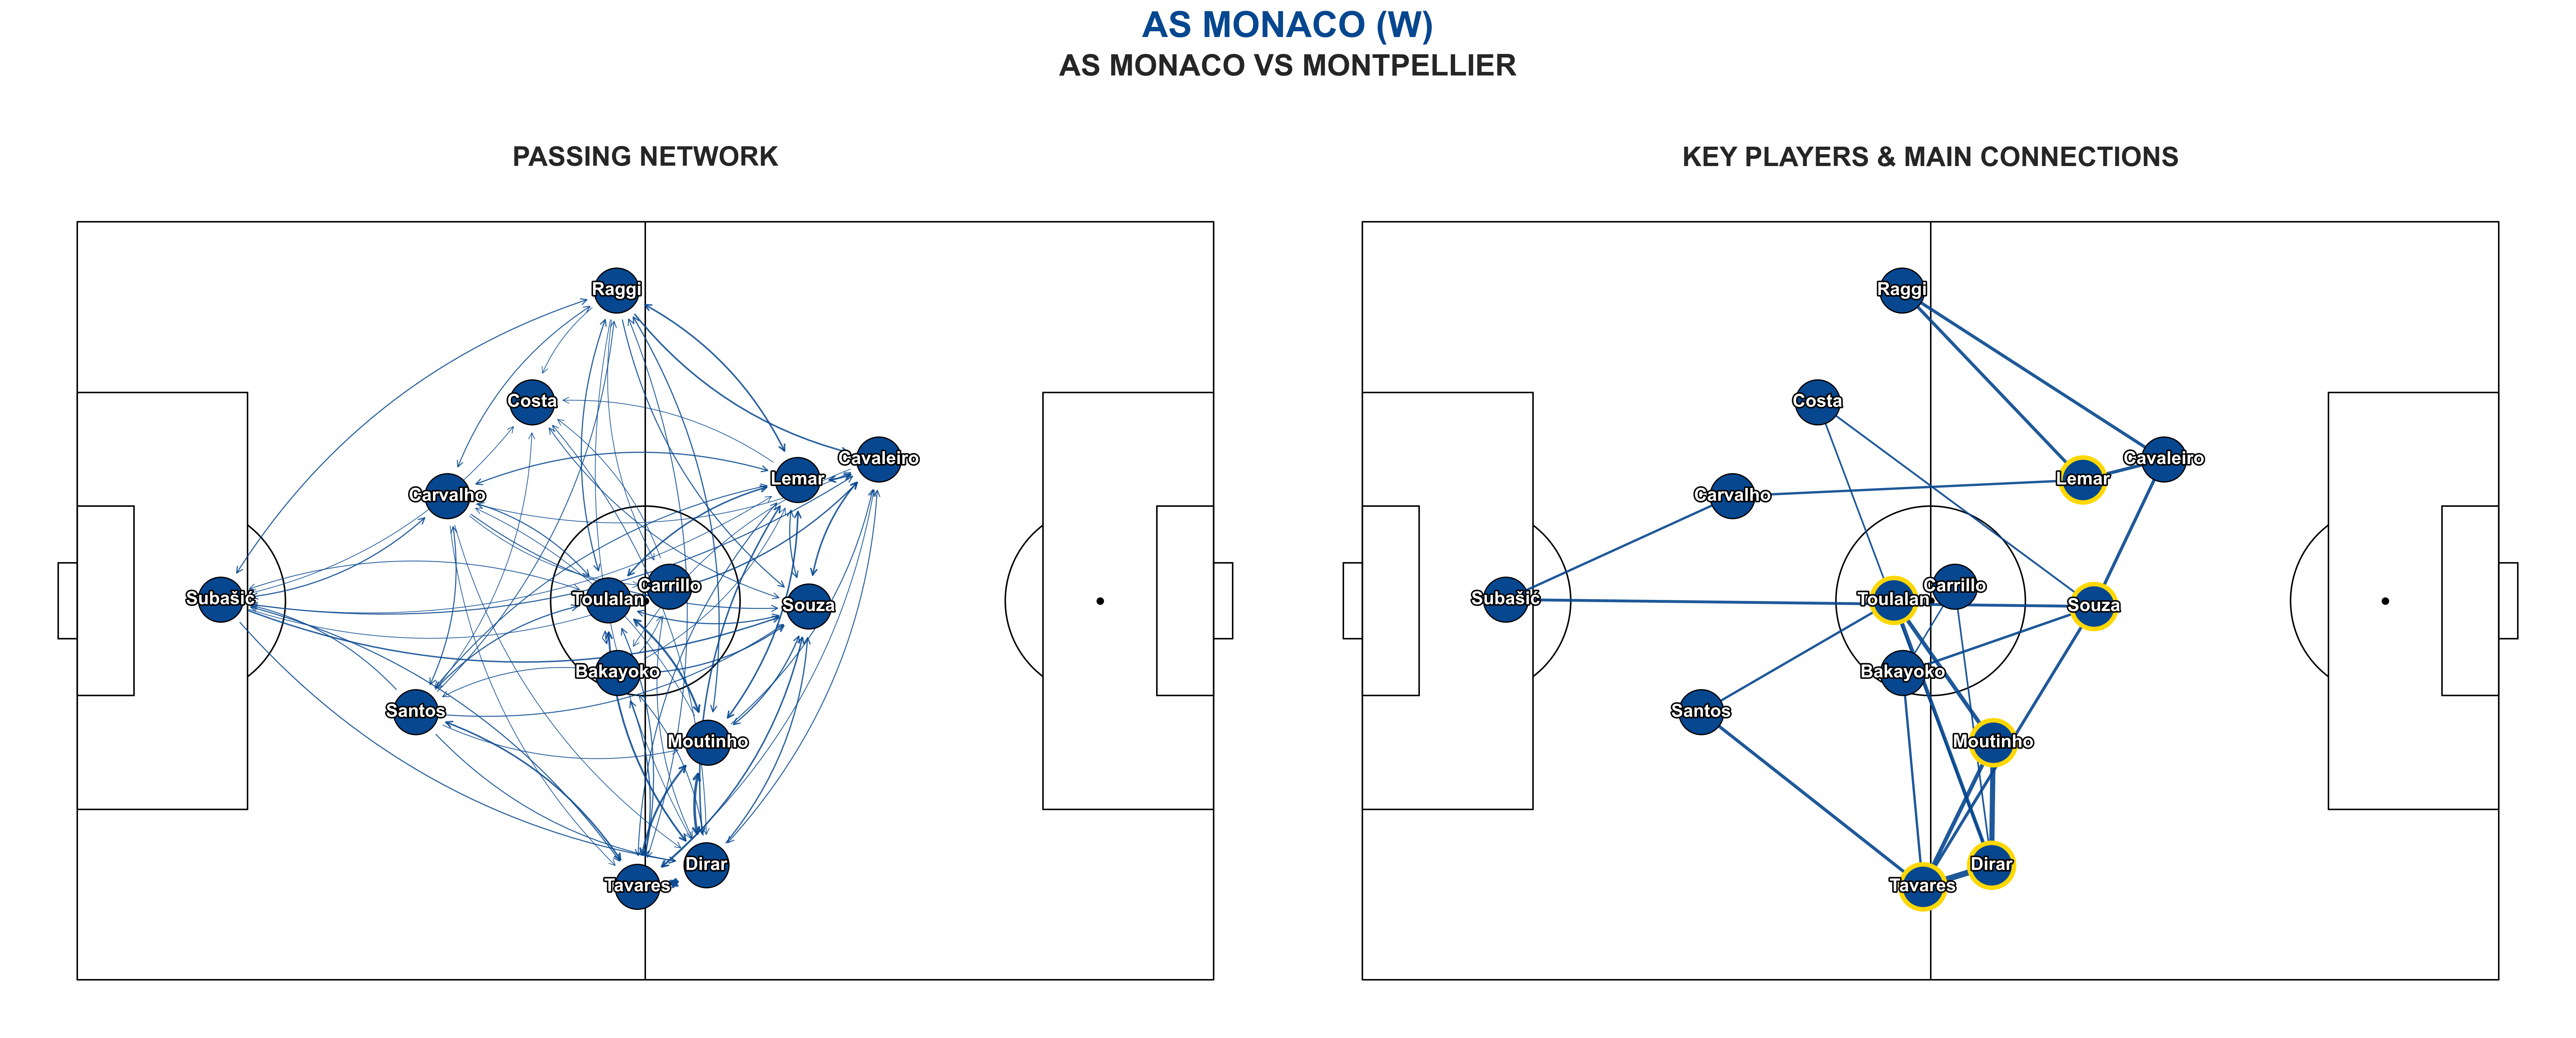 AS MONACO (W)
AS MONACO VS MONTPELLIER
PASSING NETWORK
Raggi
Costa
Cavaleiro
Lemar
Carvalho
Carrillo
Subašić
Toulalan
Souza
Bakayoko
Santos
Moutinho
Dirar
Tavares
KEY PLAYERS & MAIN CONNECTIONS
Raggi
Costa
Cavaleiro
Lemar
Carvalho
Carrillo
Subašić
Toulalan
Souza
Bakayoko
Santos
Moutinho
Dirar
Tavares